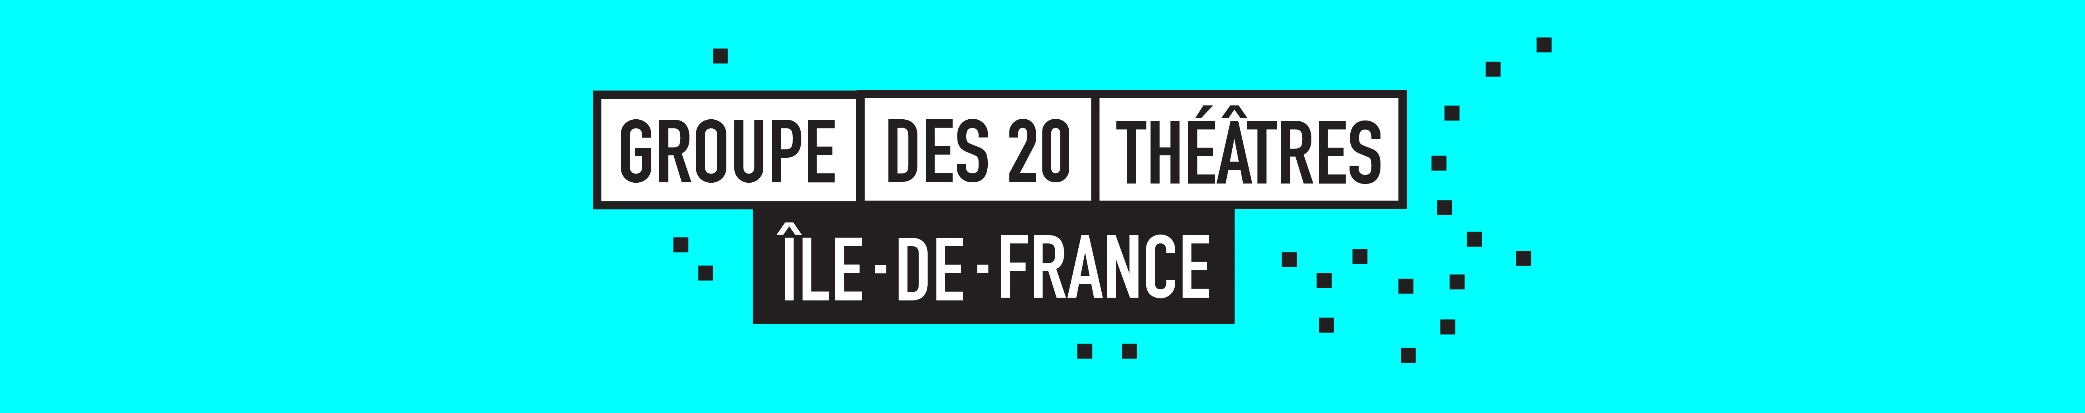 GROUPE DES 20 THÉÂTRES
ÎLE-DE-FRANCE